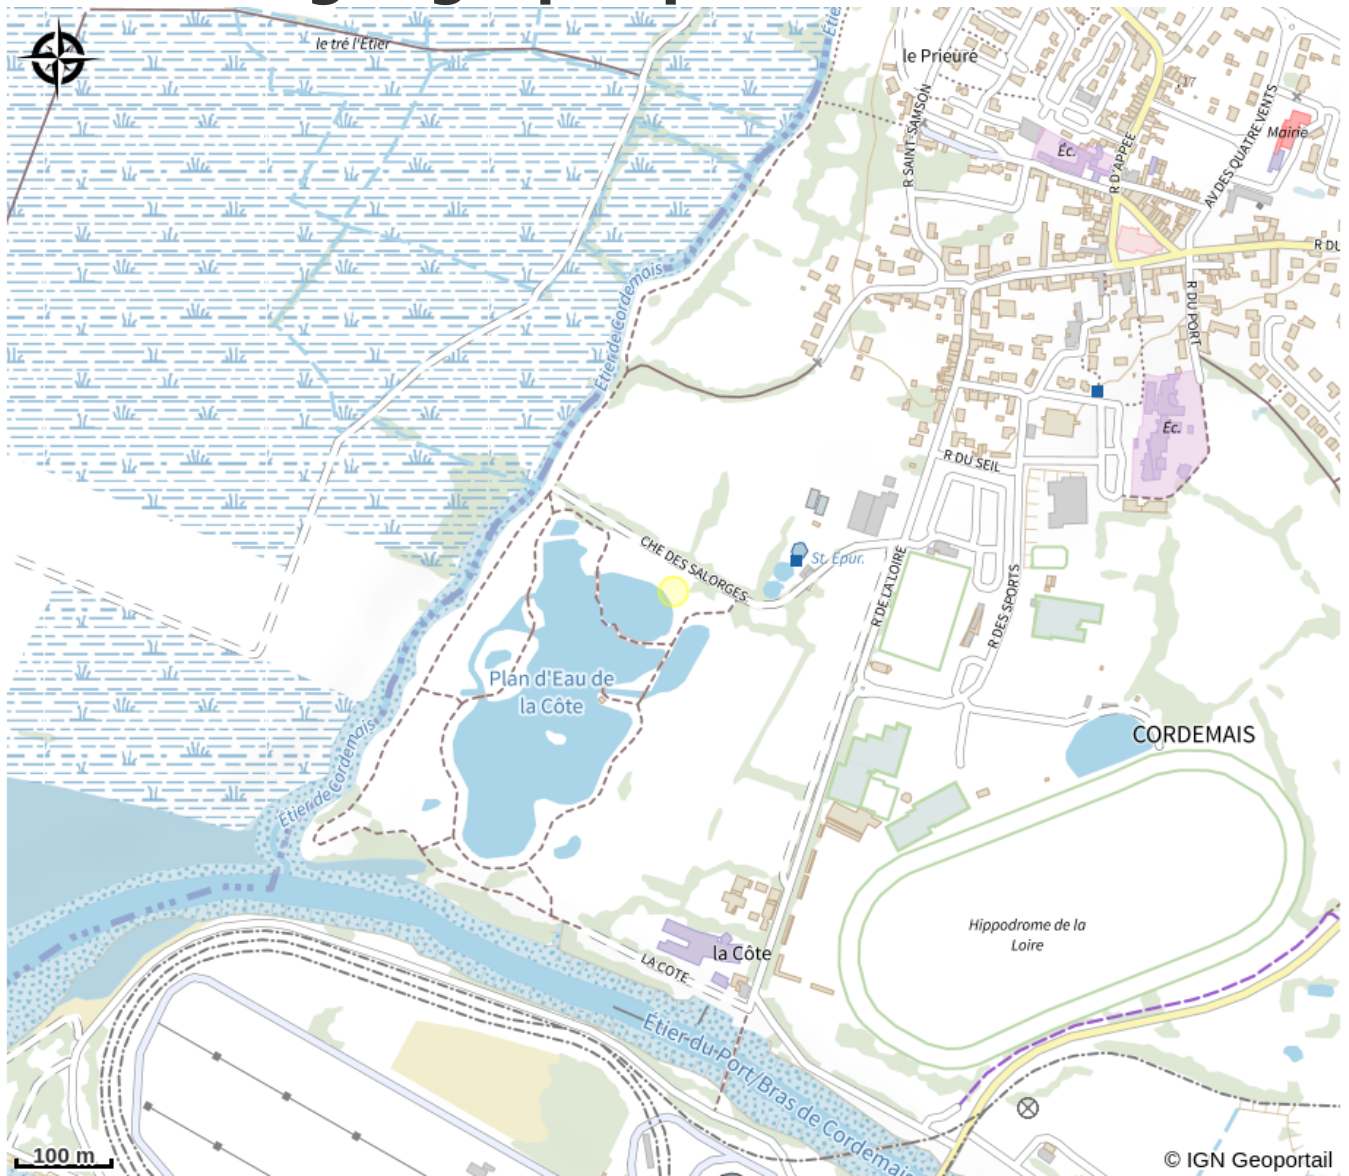 le tré l'Étier
le Prieuré
R SAINT-SAMSON
Éc.
R D'APPEE
AV DES QUATRE VENTS
Mairie
R DU
Étier de Cordemais
R DU PORT
Éc.
R DU SEIL
CHE DES SALORGES
St. Épur.
R DE LA LOIRE
R DES SPORTS
Plan d'Eau de
la Côte
CORDEMAIS
Étier de Cordemais
Hippodrome de la
Loire
la Côte
LA COTE
Étier du Port/Bras de Cordemais
100 m
© IGN Geoportail